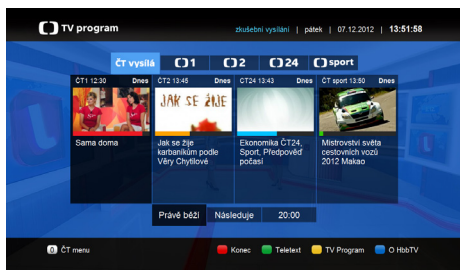 TV program
zkušební vysílání | pátek | 07.12.2012 | 13:51:58
ČT vysílá 1 2 24 sport
ČT1 12:30 Dnes
Sama doma
ČT2 13:45 Dnes
JAK SE ŽIJE
Jak se žije
karbaníkům podle
Věry Chytilové
ČT24 13:43 Dnes
Ekonomika ČT24,
Sport, Předpověď
počasí
ČT sport 13:50 Dnes
Mistrovství světa
cestovních vozů
2012 Makao
Právě běží Následuje 20:00
0 ČT menu
Konec Teletext TV Program O HbbTV